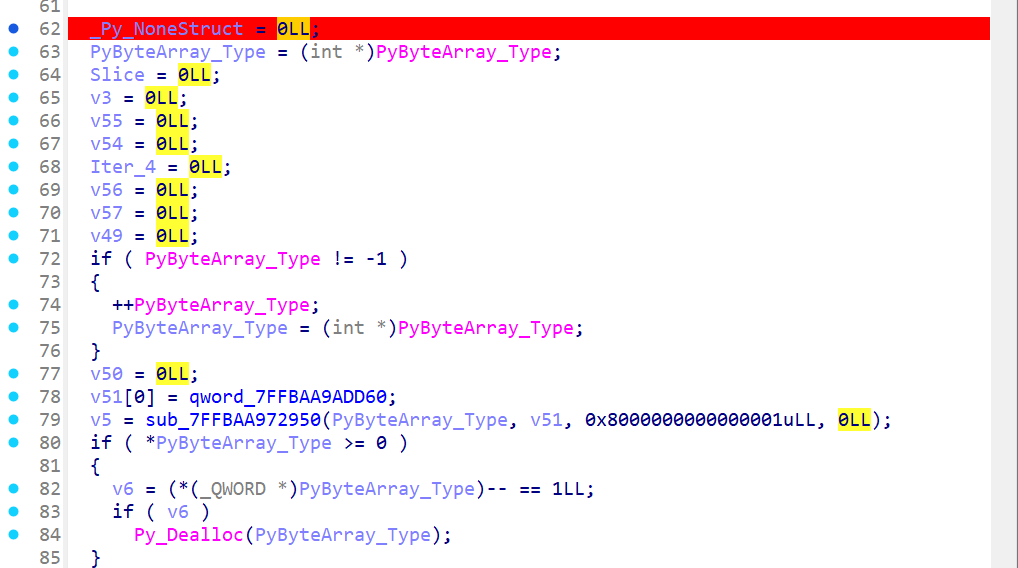 61
62 _Py_NoneStruct = 0LL;
63 PyByteArray_Type = (int *)PyByteArray_Type;
64 Slice = 0LL;
65 v3 = 0LL;
66 v55 = 0LL;
67 v54 = 0LL;
68 Iter_4 = 0LL;
69 v56 = 0LL;
70 v57 = 0LL;
71 v49 = 0LL;
72 if ( PyByteArray_Type != -1 )
73 {
74 ++PyByteArray_Type;
75 PyByteArray_Type = (int *)PyByteArray_Type;
76 }
77 v50 = 0LL;
78 v51[0] = qword_7FFBAA9ADD60;
79 v5 = sub_7FFBAA972950(PyByteArray_Type, v51, 0x8000000000000001uLL, 0LL);
80 if ( *PyByteArray_Type >= 0 )
81 {
82 v6 = (*(_QWORD *)PyByteArray_Type)-- == 1LL;
83 if ( v6 )
84 Py_Dealloc(PyByteArray_Type);
85 }